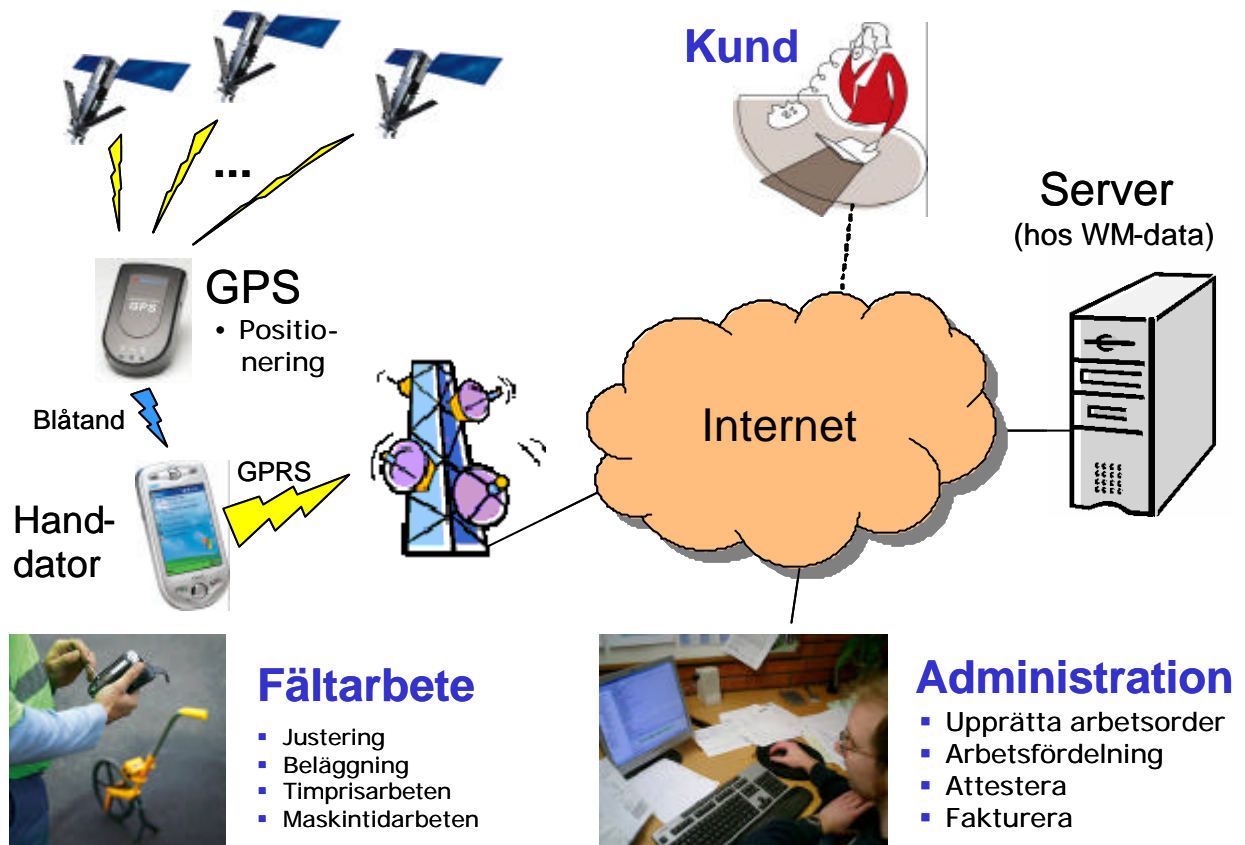 Kund
...
Server
(hos WM-data)
GPS
GPS
• Positio-
nering
Blåtand
GPRS
Internet
Hand-
dator
Fältarbete
▪ Justering
▪ Beläggning
▪ Timprisarbeten
▪ Maskintidarbeten
Administration
▪ Upprätta arbetsorder
▪ Arbetsfördelning
▪ Attestera
▪ Fakturera